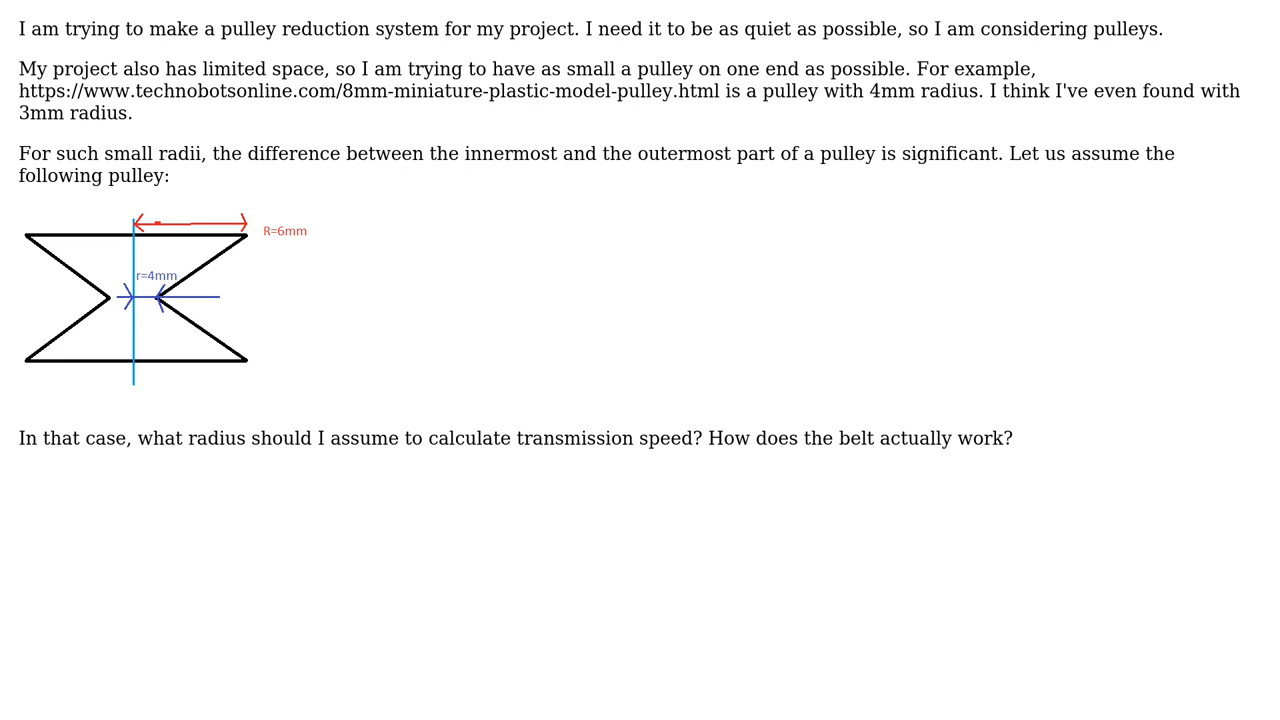 I am trying to make a pulley reduction system for my project. I need it to be as quiet as possible, so I am considering pulleys.
My project also has limited space, so I am trying to have as small a pulley on one end as possible. For example,
https://www.technobotsonline.com/8mm-miniature-plastic-model-pulley.html is a pulley with 4mm radius. I think I've even found with
3mm radius.
For such small radii, the difference between the innermost and the outermost part of a pulley is significant. Let us assume the
following pulley:
R=6mm
r=4mm
In that case, what radius should I assume to calculate transmission speed? How does the belt actually work?